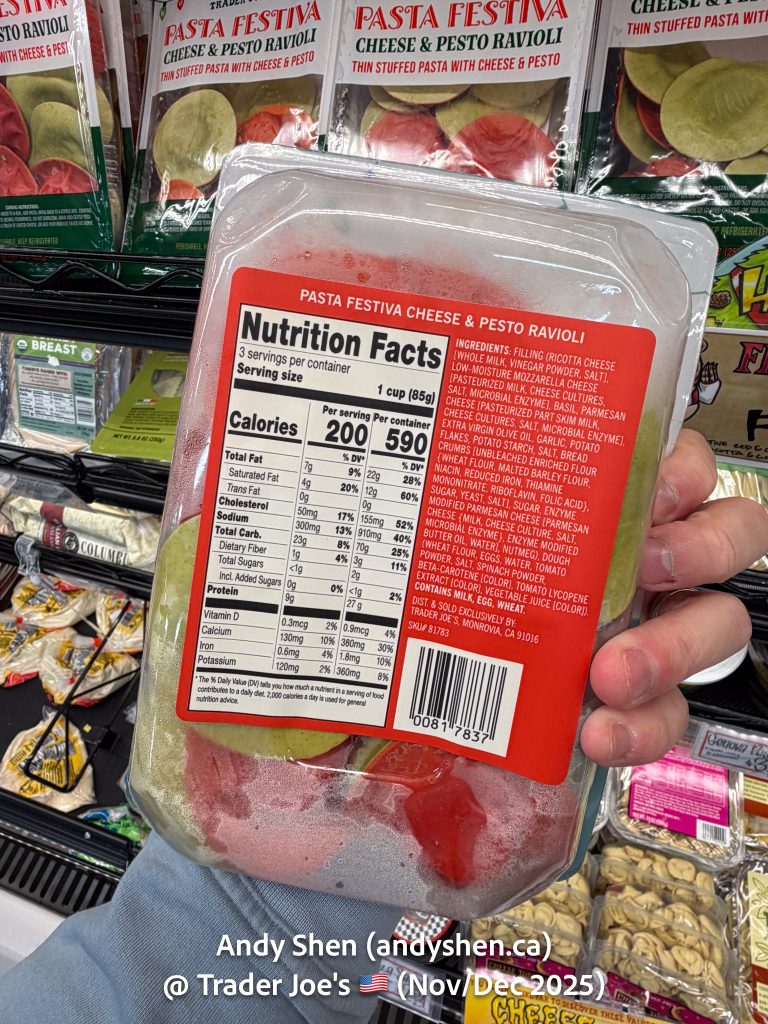 TRADER JOE'S
PASTA FESTIVA
CHEESE & PESTO RAVIOLI
THIN STUFFED PASTA WITH CHEESE & PESTO
PASTA FESTIVA
CHEESE & PESTO RAVIOLI
THIN STUFFED PASTA WITH CHEESE & PESTO
THIN STUFFED PASTA WITH
BREAST
NET WT. 8.8 OZ (250g)
COLUMB
PASTA FESTIVA CHEESE & PESTO RAVIOLI
Nutrition Facts
3 servings per container
Serving size 1 cup (85g)
Per serving Per container
Calories 200 590
% DV* % DV*
Total Fat 7g 9% 22g 28%
Saturated Fat 4g 20% 12g 60%
Trans Fat 0g 0g
Cholesterol 50mg 17% 155mg 52%
Sodium 300mg 13% 910mg 40%
Total Carb. 23g 8% 70g 25%
Dietary Fiber 1g 4% 3g 11%
Total Sugars <1g 2g
Incl. Added Sugars 0g 0% <1g 2%
Protein 9g 27g
Vitamin D 0.3mcg 2% 0.9mcg 4%
Calcium 130mg 10% 380mg 30%
Iron 0.6mg 4% 1.8mg 10%
Potassium 120mg 2% 360mg 8%
* The % Daily Value (DV) tells you how much a nutrient in a serving of food
contributes to a daily diet. 2,000 calories a day is used for general
nutrition advice.
INGREDIENTS: FILLING (RICOTTA CHEESE
[WHOLE MILK, VINEGAR POWDER, SALT],
LOW-MOISTURE MOZZARELLA CHEESE
[PASTEURIZED MILK, CHEESE CULTURES,
SALT, MICROBIAL ENZYME], BASIL, PARMESAN
CHEESE [PASTEURIZED PART SKIM MILK,
CHEESE CULTURES, SALT, MICROBIAL ENZYME],
EXTRA VIRGIN OLIVE OIL, GARLIC, POTATO
FLAKES, POTATO STARCH, SALT, BREAD
CRUMBS [UNBLEACHED ENRICHED FLOUR
{WHEAT FLOUR, MALTED BARLEY FLOUR,
NIACIN, REDUCED IRON, THIAMINE
MONONITRATE, RIBOFLAVIN, FOLIC ACID},
SUGAR, YEAST, SALT], SUGAR, ENZYME
MODIFIED PARMESAN CHEESE [PARMESAN
CHEESE {MILK, CHEESE CULTURE, SALT,
MICROBIAL ENZYME}, ENZYME MODIFIED
BUTTER OIL, WATER], NUTMEG), DOUGH
(WHEAT FLOUR, EGGS, WATER, TOMATO
POWDER, SALT, SPINACH POWDER,
BETA-CAROTENE [COLOR], TOMATO LYCOPENE
EXTRACT [COLOR], VEGETABLE JUICE [COLOR]).
CONTAINS MILK, EGG, WHEAT.
DIST. & SOLD EXCLUSIVELY BY:
TRADER JOE'S, MONROVIA, CA 91016
SKU# 81783
0081 7837
CHEESE
Andy Shen (andyshen.ca)
@ Trader Joe's 🇺🇸 (Nov/Dec 2025)